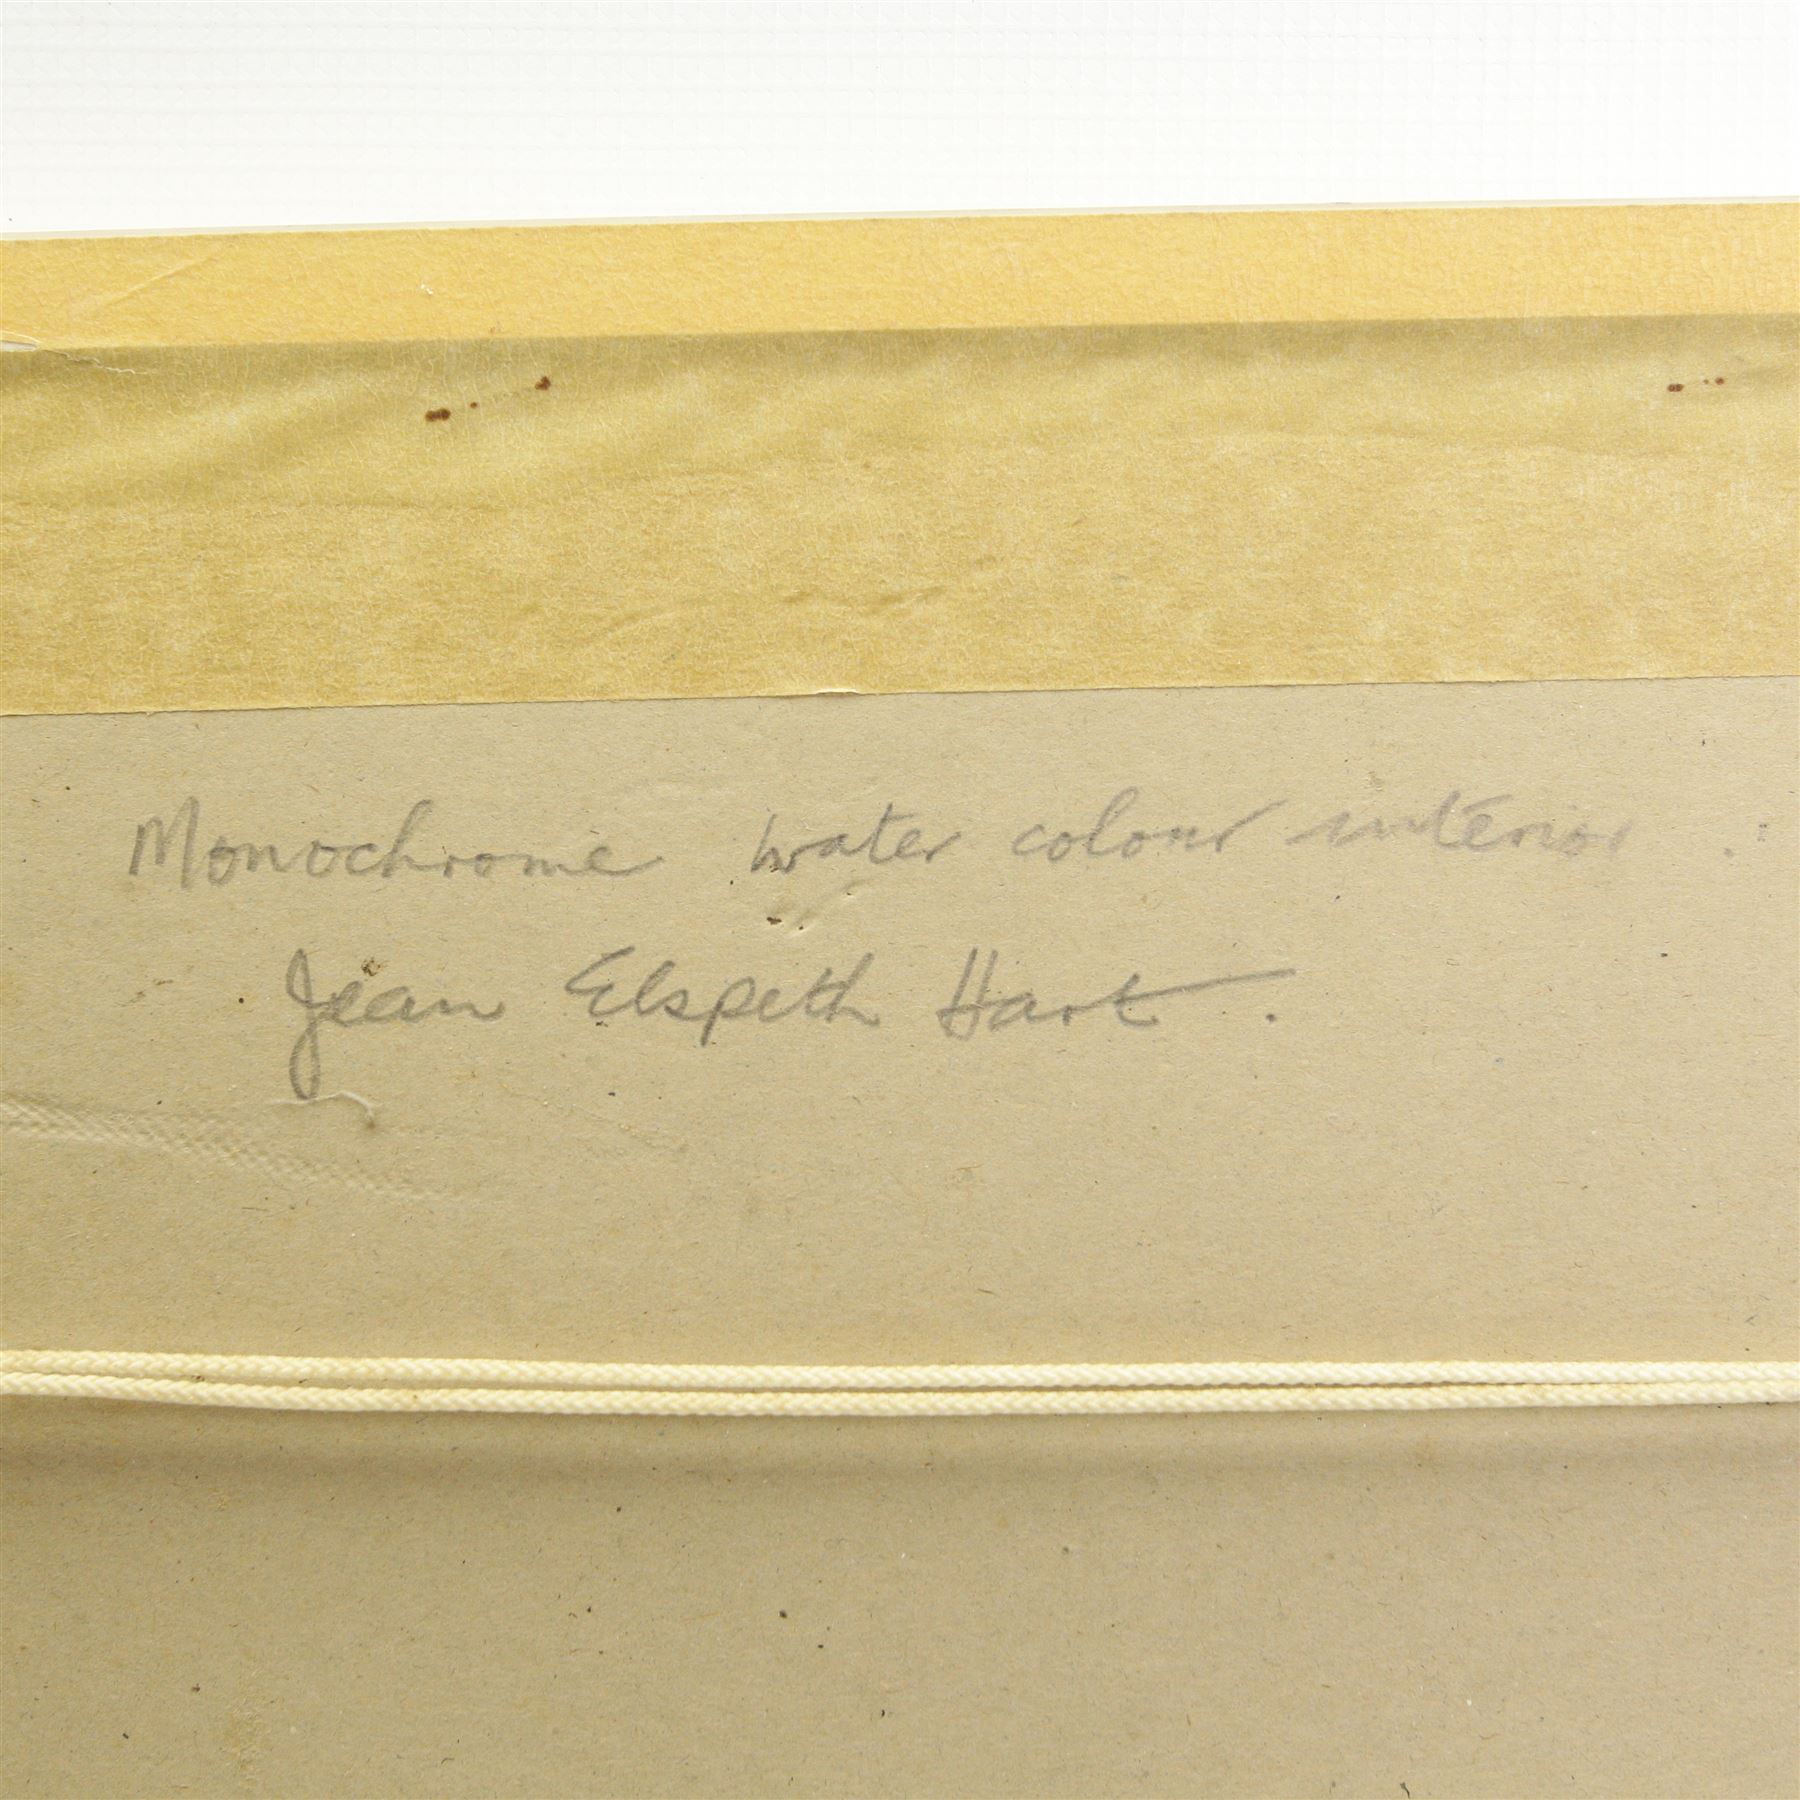 Monochrome water colour interior .
Jean Elspeth Hart .